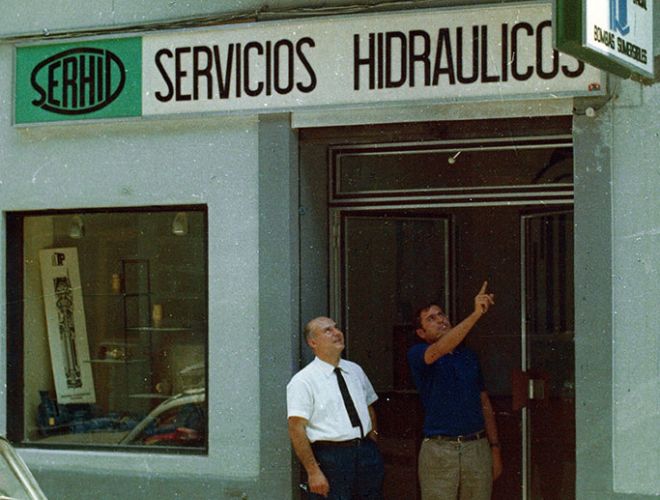 SERHID
SERVICIOS HIDRAULICOS
BOMBAS SUMERGIBLES